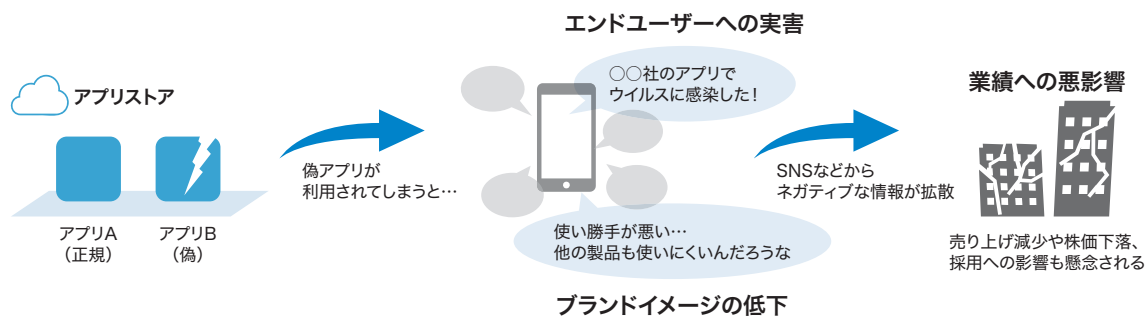 アプリストア
アプリA
（正規）
アプリB
（偽）
偽アプリが
利用されてしまうと…
エンドユーザーへの実害
○○社のアプリで
ウイルスに感染した！
使い勝手が悪い…
他の製品も使いにくいんだろうな
ブランドイメージの低下
SNSなどから
ネガティブな情報が拡散
業績への悪影響
売り上げ減少や株価下落、
採用への影響も懸念される